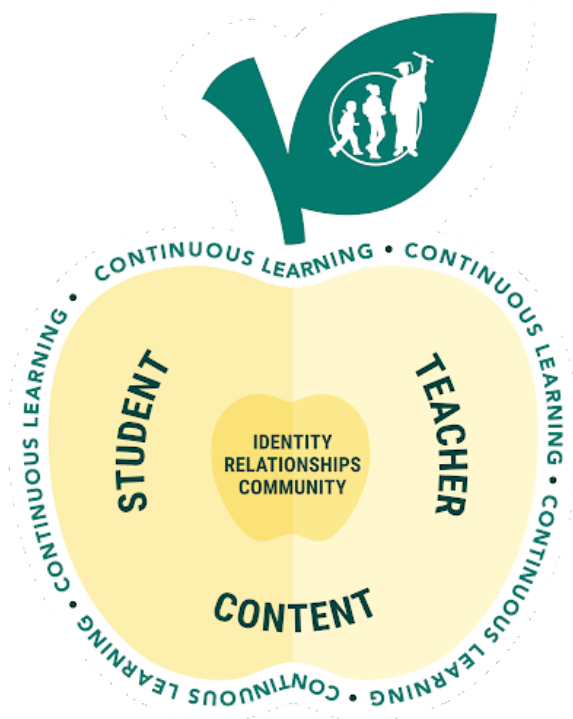 CONTINUOUS LEARNING • CONTINUOUS LEARNING • CONTINUOUS LEARNING • CONTINUOUS LEARNING • CONTINUOUS LEARNING •
STUDENT
TEACHER
IDENTITY
RELATIONSHIPS
COMMUNITY
CONTENT